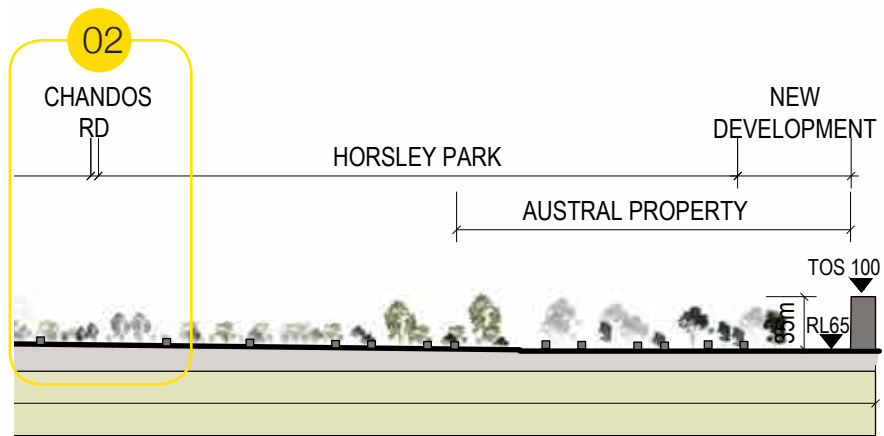 02
CHANDOS
RD
NEW
DEVELOPMENT
HORSLEY PARK
AUSTRAL PROPERTY
TOS 100
35m
RL65